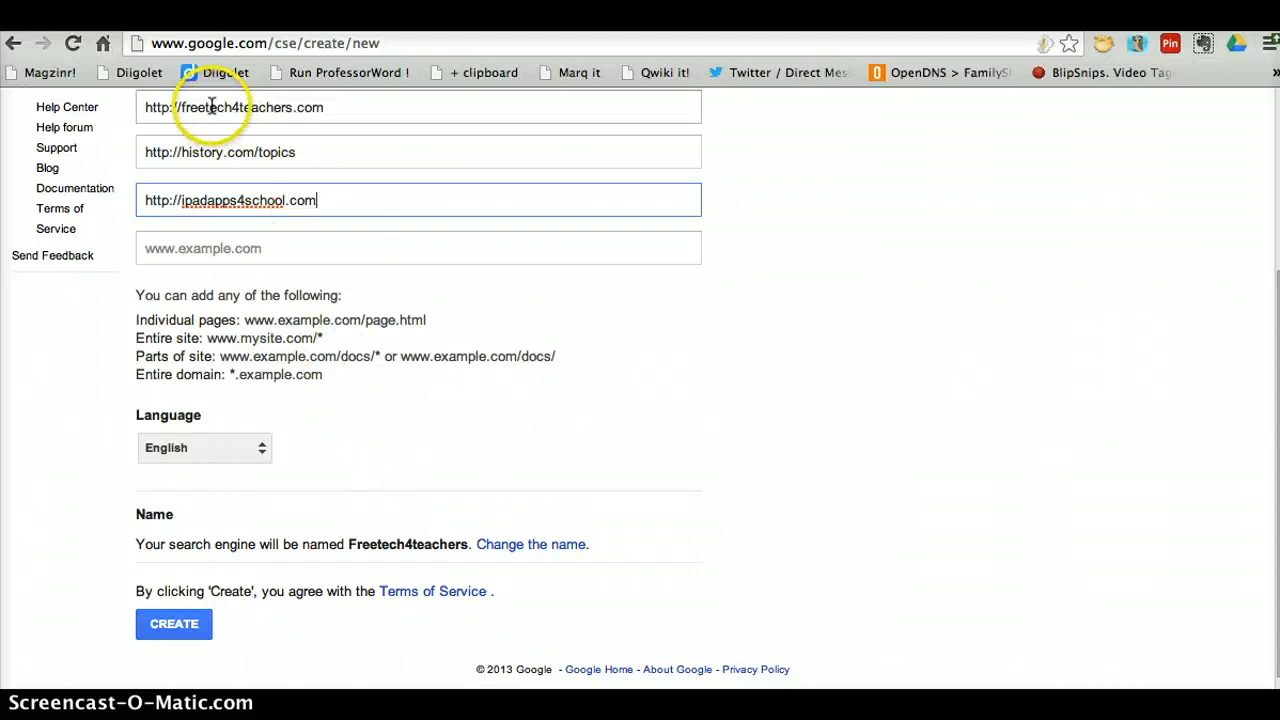 www.google.com/cse/create/new
Magzinr! Diigolet Diigolet Run ProfessorWord ! + clipboard Marq it Qwiki it! Twitter / Direct Mes OpenDNS > FamilyS BlipSnips. Video Tag »
Pin
Help Center
Help forum
Support
Blog
Documentation
Terms of
Service
Send Feedback
http://freetech4teachers.com
http://history.com/topics
http://ipadapps4school.com
www.example.com
You can add any of the following:
Individual pages: www.example.com/page.html
Entire site: www.mysite.com/*
Parts of site: www.example.com/docs/* or www.example.com/docs/
Entire domain: *.example.com
Language
English
Name
Your search engine will be named Freetech4teachers. Change the name.
By clicking 'Create', you agree with the Terms of Service .
CREATE
© 2013 Google - Google Home - About Google - Privacy Policy
Screencast-O-Matic.com